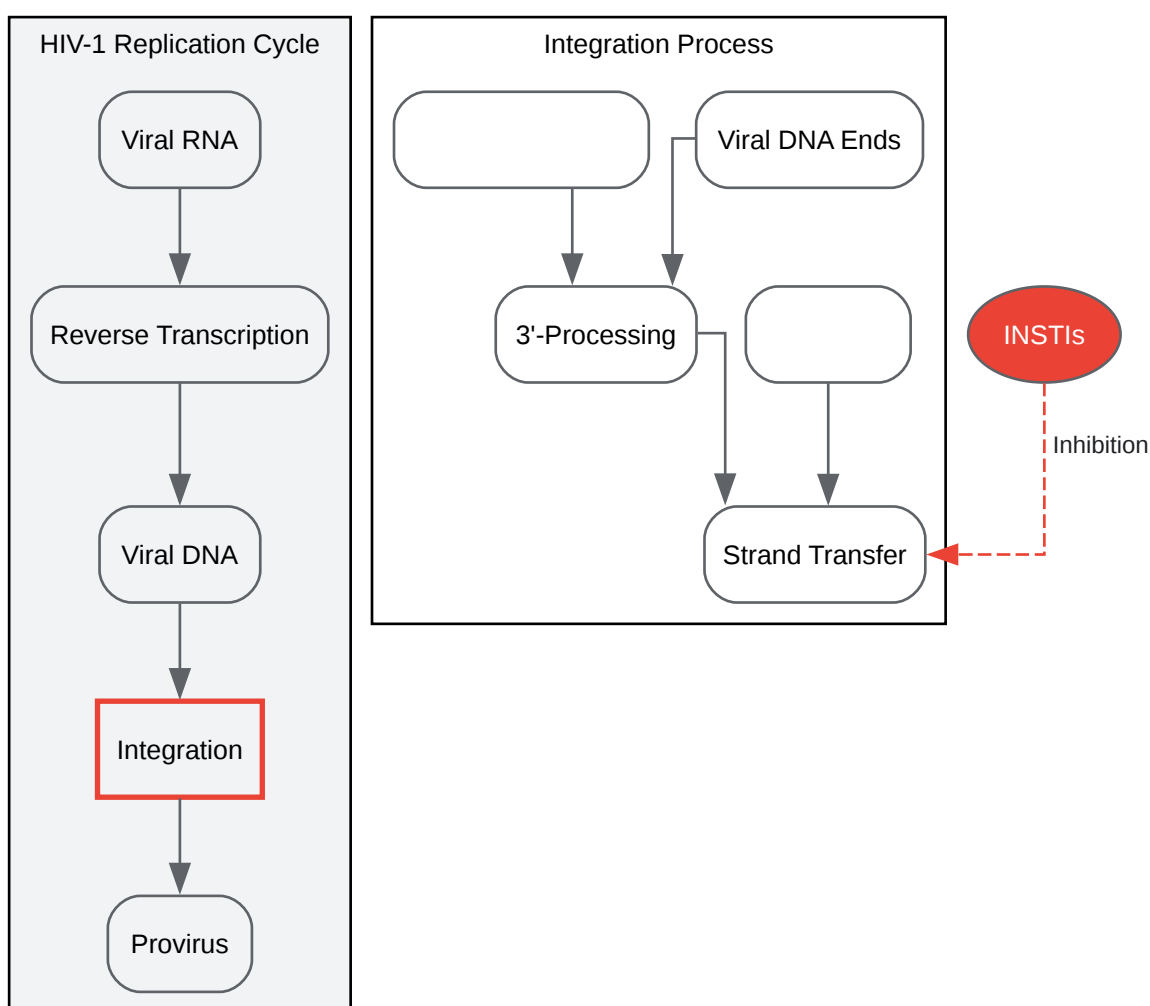 HIV-1 Replication Cycle
Viral RNA
Reverse Transcription
Viral DNA
Integration
Provirus
Integration Process
Viral DNA Ends
3'-Processing
Strand Transfer
INSTIs
Inhibition